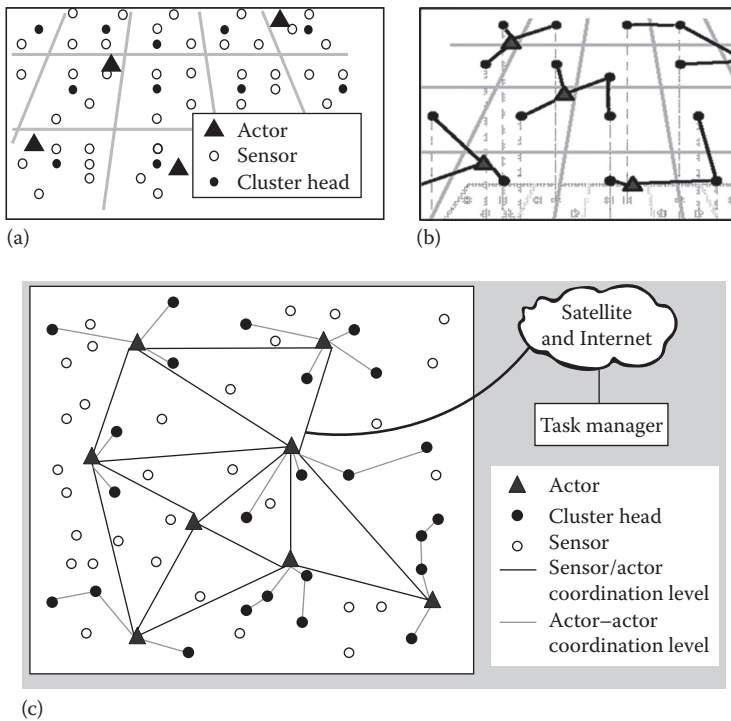 Actor
Sensor
Cluster head
(a)
(b)
Satellite
and Internet
Task manager
Actor
Cluster head
Sensor
Sensor/actor
coordination level
Actor–actor
coordination level
(c)